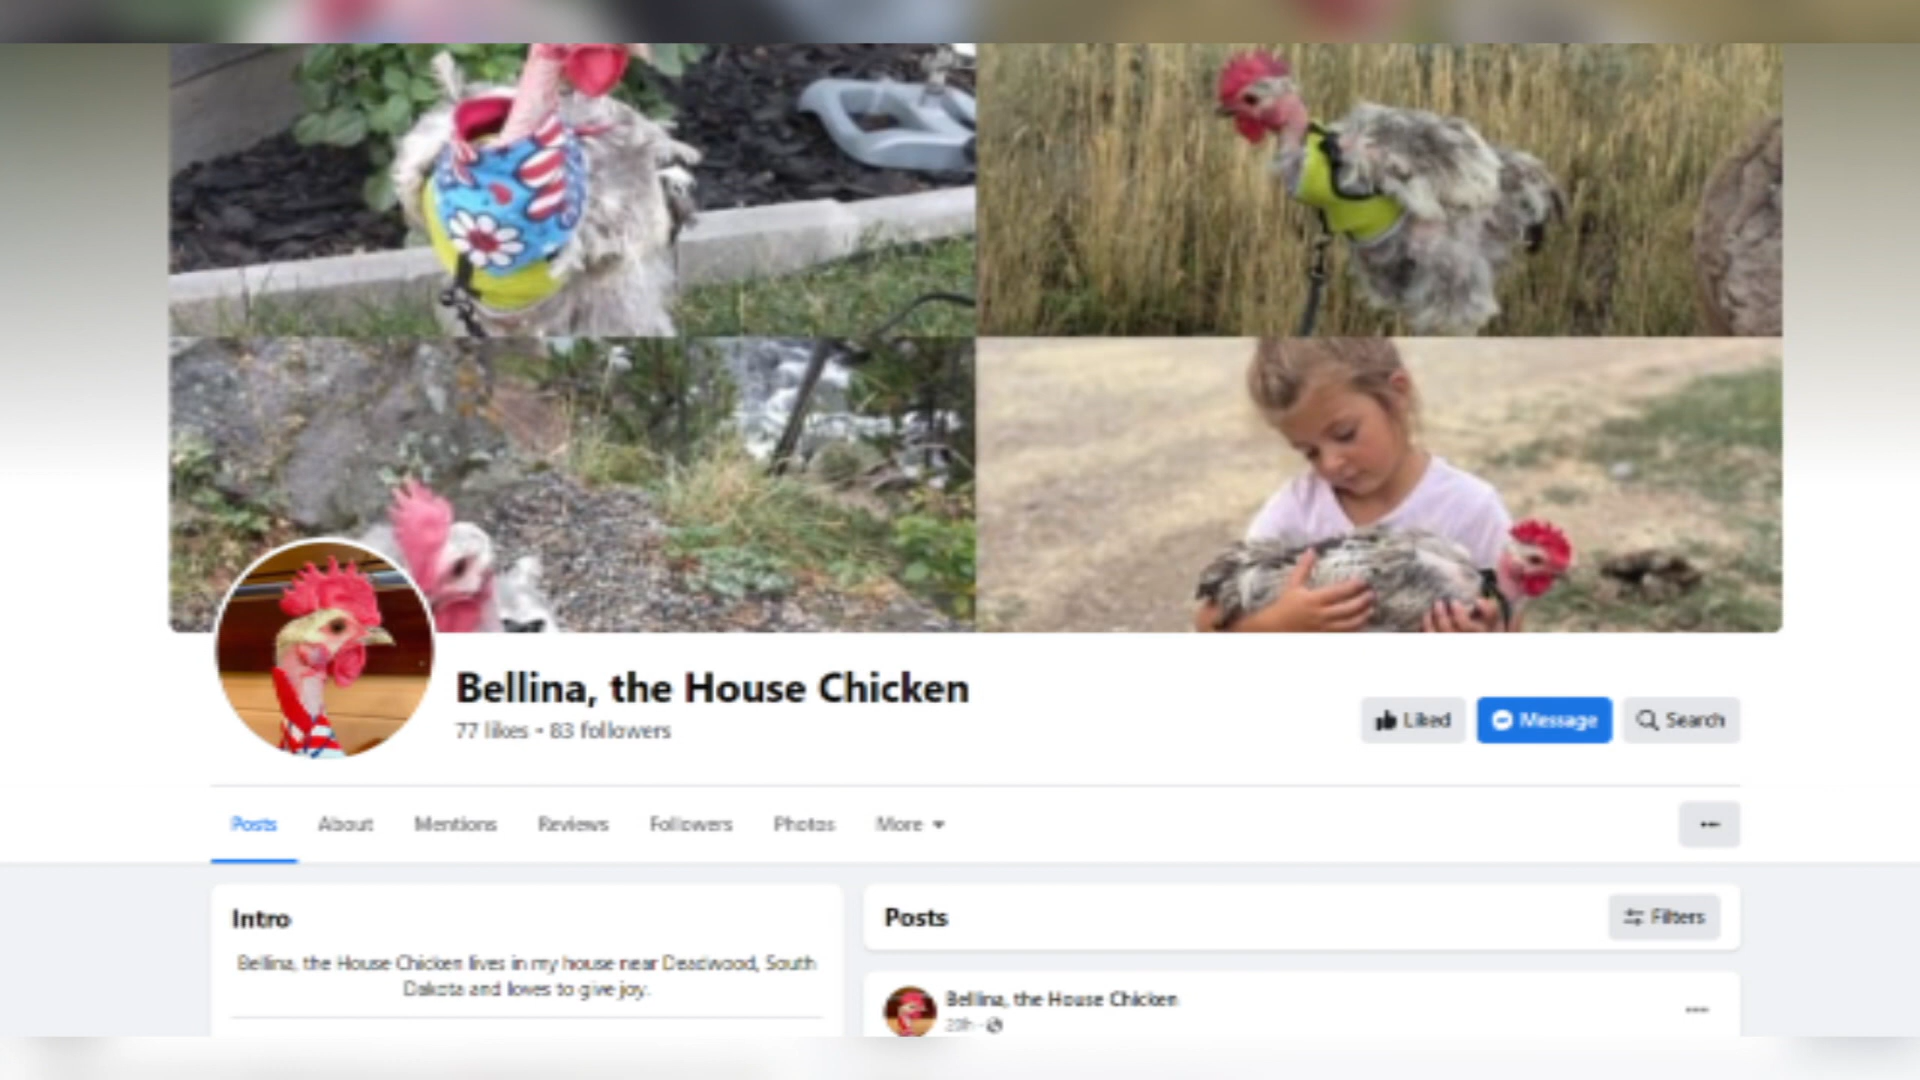 Bellina, the House Chicken
77 likes • 83 followers
Liked
Message
Search
Posts
About
Mentions
Reviews
Followers
Photos
More
Intro
Bellina, the House Chicken lives in my house near Deadwood, South
Dakota and loves to give joy.
Posts
Filters
Bellina, the House Chicken